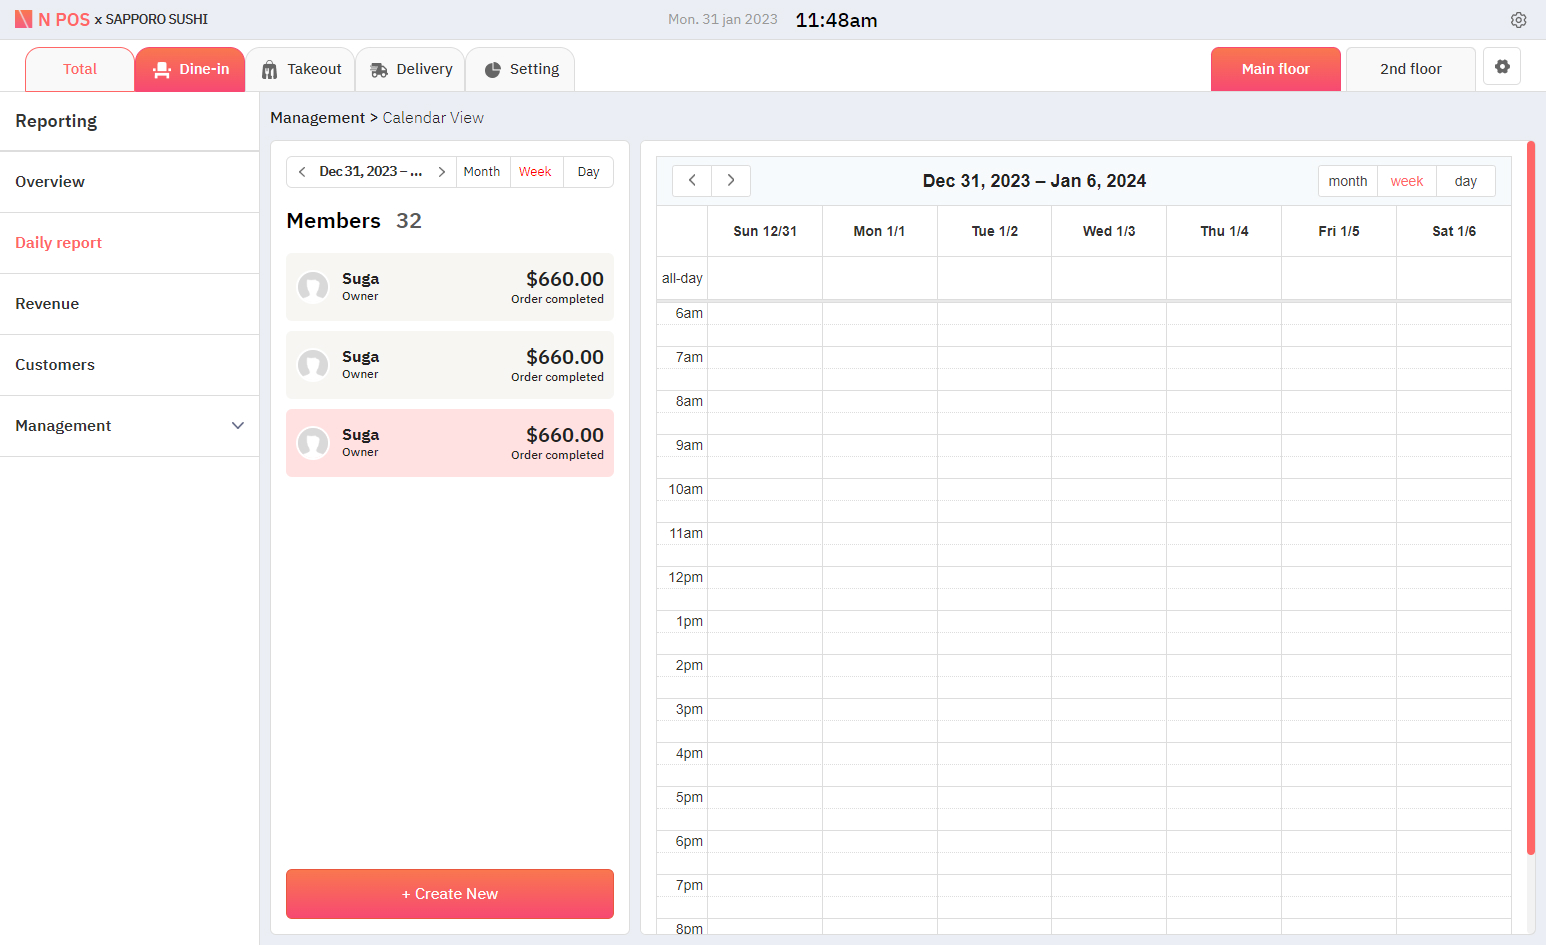 N POS x SAPPORO SUSHI
Mon. 31 jan 2023 11:48am
Total
Dine-in
Takeout
Delivery
Setting
Main floor
2nd floor
Reporting
Overview
Daily report
Revenue
Customers
Management
Management > Calendar View
Dec 31, 2023 – ...
Month
Week
Day
Members 32
Suga
Owner
$660.00
Order completed
Suga
Owner
$660.00
Order completed
Suga
Owner
$660.00
Order completed
+ Create New
Dec 31, 2023 – Jan 6, 2024
month
week
day
Sun 12/31
Mon 1/1
Tue 1/2
Wed 1/3
Thu 1/4
Fri 1/5
Sat 1/6
all-day
6am
7am
8am
9am
10am
11am
12pm
1pm
2pm
3pm
4pm
5pm
6pm
7pm
8pm